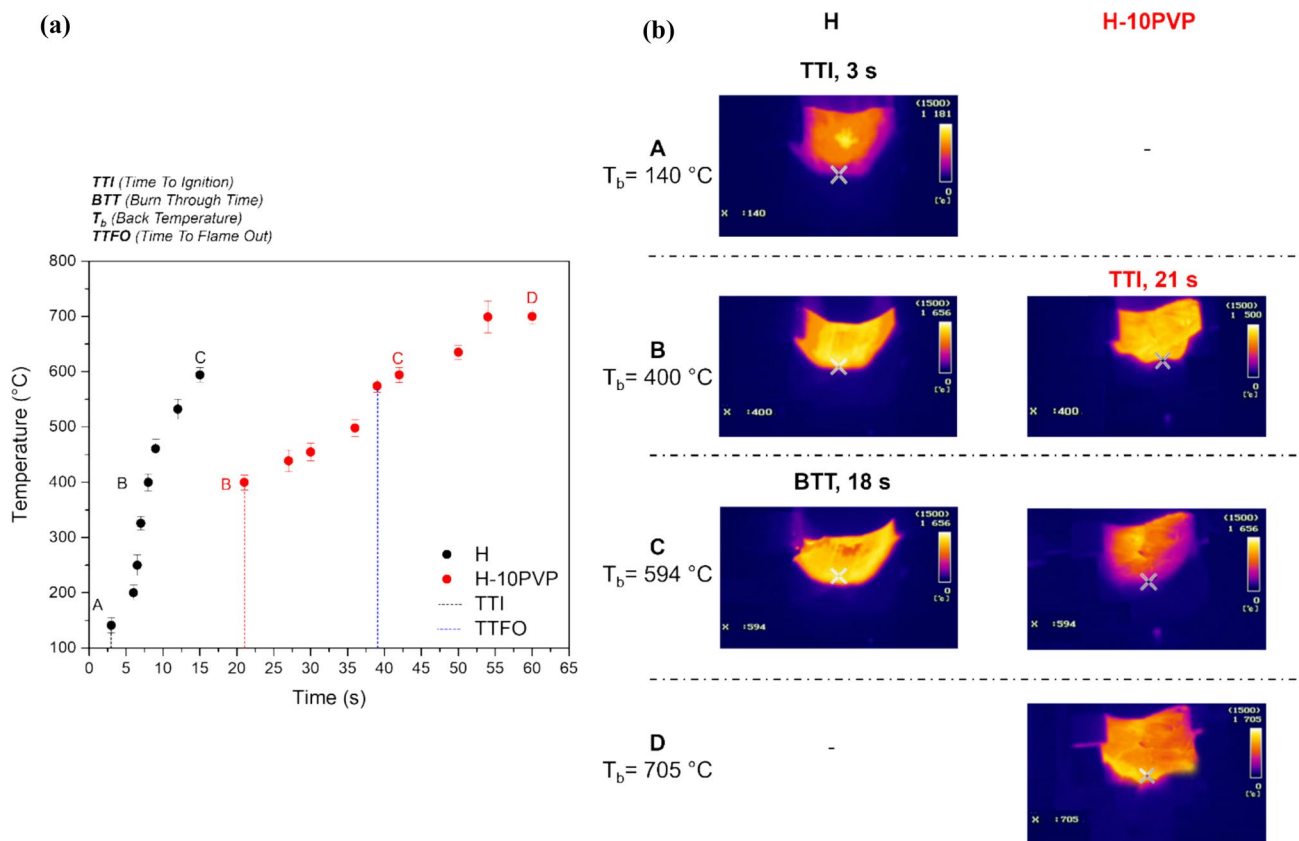 (a)
TTI (Time To Ignition)
BTT (Burn Through Time)
Tb (Back Temperature)
TTFO (Time To Flame Out)
800
700
600
500
400
300
200
100
Temperature (°C)
0 5 10 15 20 25 30 35 40 45 50 55 60 65
Time (s)
A
B
C
B
C
D
H
H-10PVP
TTI
TTFO
(b)
H H-10PVP
TTI, 3 s
A
Tb= 140 °C
(1500)
1 181
0
[°c]
X :140
-
TTI, 21 s
B
Tb= 400 °C
(1500)
1 656
0
[°c]
X :400
(1500)
1 500
0
[°c]
X :400
BTT, 18 s
C
Tb= 594 °C
(1500)
1 656
0
[°c]
X :594
(1500)
1 656
0
[°c]
X :594
D
Tb= 705 °C
-
(1500)
1 705
0
[°c]
X :705